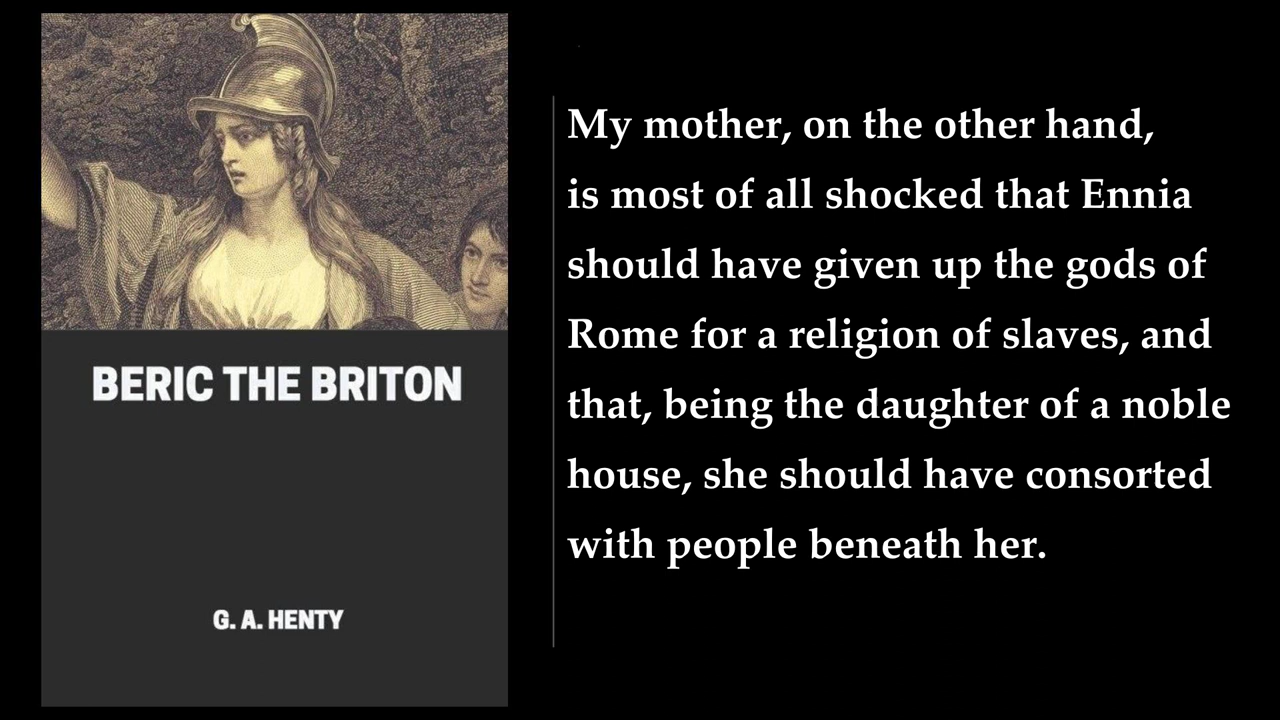 BERIC THE BRITON
G. A. HENTY
My mother, on the other hand,
is most of all shocked that Ennia
should have given up the gods of
Rome for a religion of slaves, and
that, being the daughter of a noble
house, she should have consorted
with people beneath her.